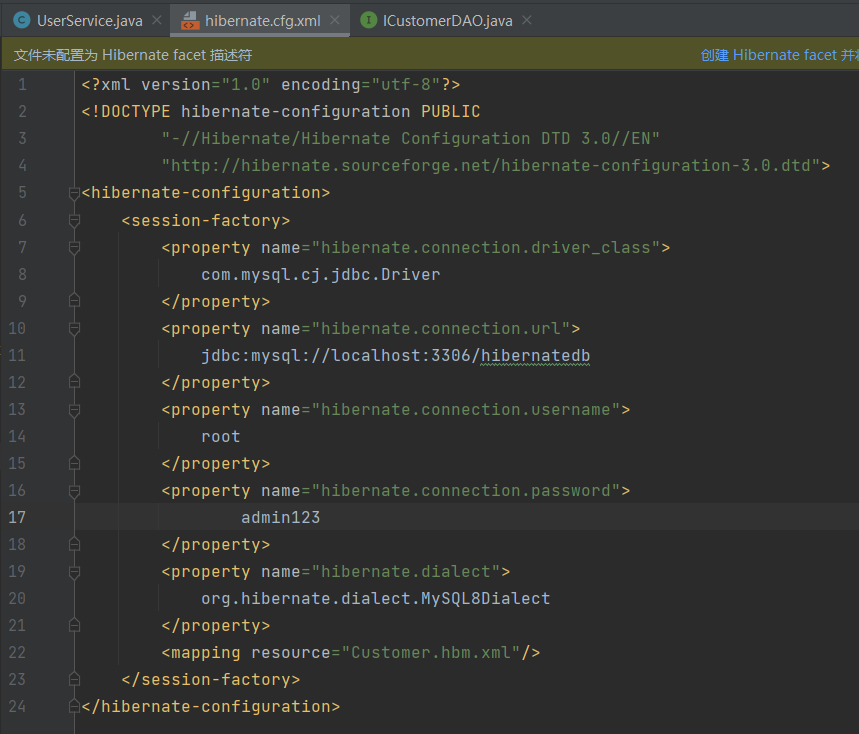 UserService.java hibernate.cfg.xml ICustomerDAO.java
文件未配置为 Hibernate facet 描述符 创建 Hibernate facet 并
1 <?xml version="1.0" encoding="utf-8"?>
2 <!DOCTYPE hibernate-configuration PUBLIC
3 "-//Hibernate/Hibernate Configuration DTD 3.0//EN"
4 "http://hibernate.sourceforge.net/hibernate-configuration-3.0.dtd">
5 <hibernate-configuration>
6 <session-factory>
7 <property name="hibernate.connection.driver_class">
8 com.mysql.cj.jdbc.Driver
9 </property>
10 <property name="hibernate.connection.url">
11 jdbc:mysql://localhost:3306/hibernatedb
12 </property>
13 <property name="hibernate.connection.username">
14 root
15 </property>
16 <property name="hibernate.connection.password">
17 admin123
18 </property>
19 <property name="hibernate.dialect">
20 org.hibernate.dialect.MySQL8Dialect
21 </property>
22 <mapping resource="Customer.hbm.xml"/>
23 </session-factory>
24 </hibernate-configuration>